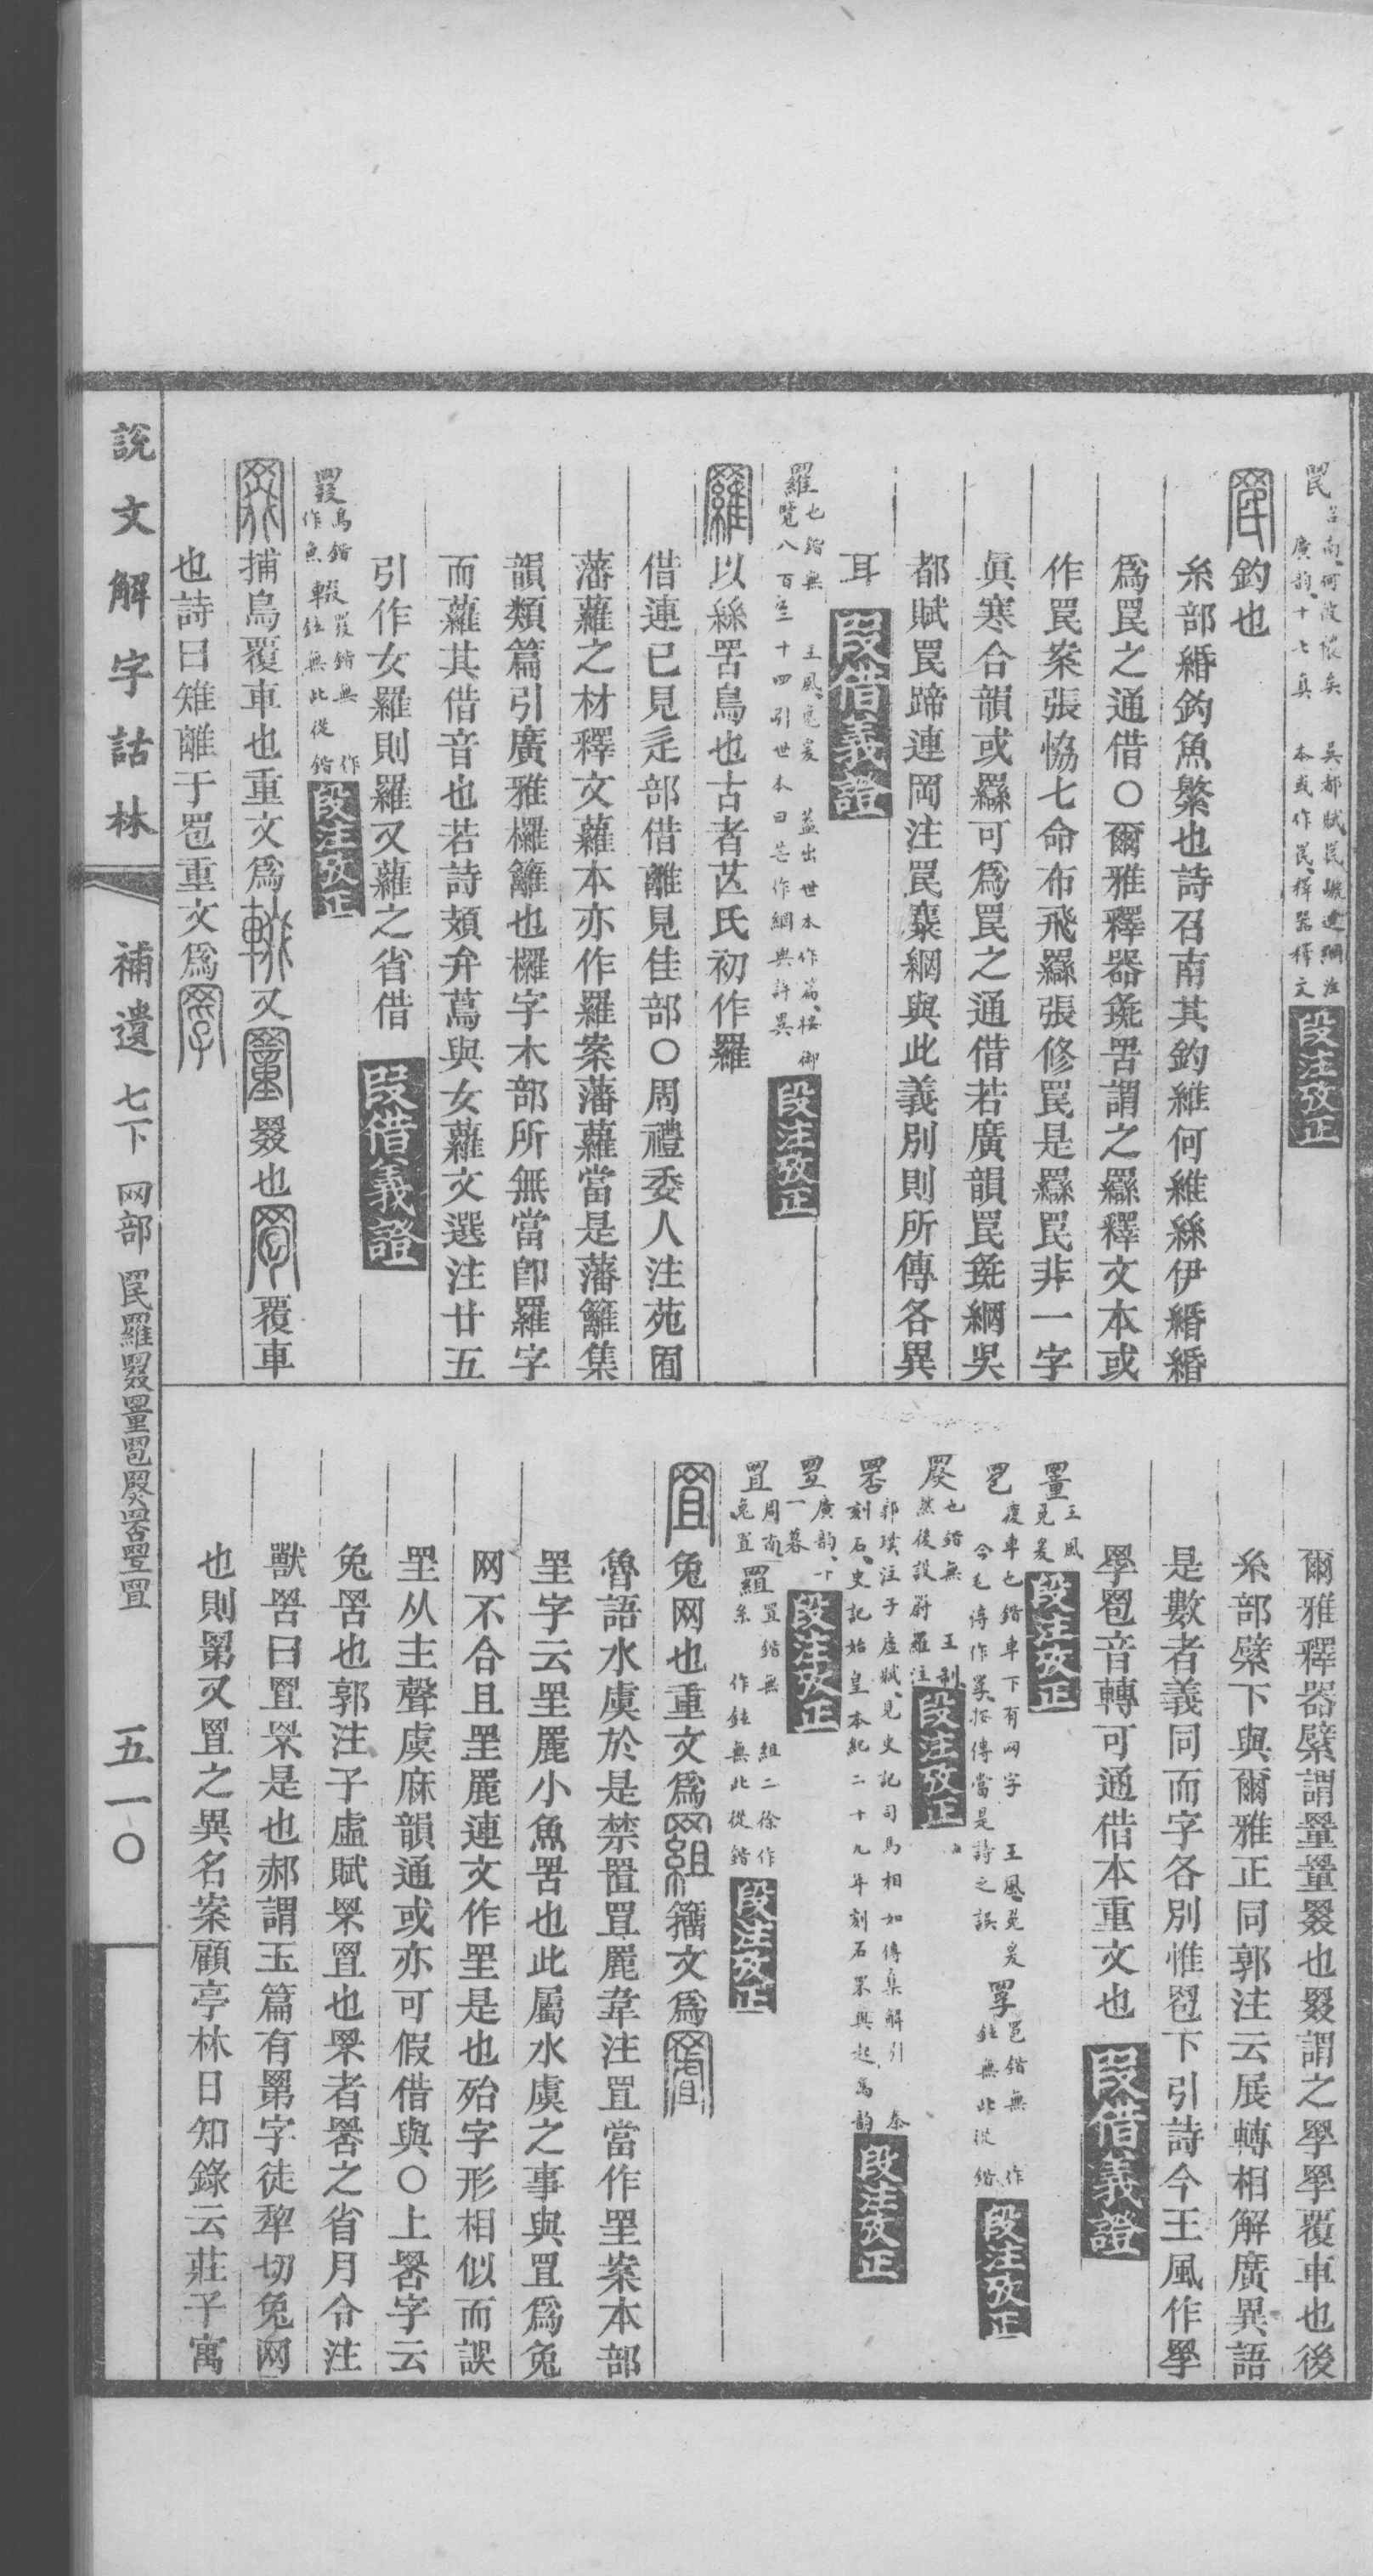 罠 召南、何彼襛矣 吳都賦罠蹏連綱注
廣韵、十七真 本或作罠、釋器釋文 段注攷正
罠 釣也
糸部緡釣魚繁也詩召南其釣維何維絲伊緡緡
爲罠之通借〇爾雅釋器彘罟謂之羉釋文本或
作罠案張協七命布飛羉張修罠是羉罠非一字
眞寒合韻或羉可爲罠之通借若廣韻罠彘網吳
都賦罠蹄連岡注罠麋網與此義別則所傳各異
耳 叚借義證
羅 也鍇無 王風、兔爰 蓋出世本作篇、按御
覽八百三十四引世本曰芒作網與許異 段注攷正
羅 以絲罟鳥也古者芒氏初作羅
借連已見辵部借離見隹部〇周禮委人注苑囿
藩蘿之材釋文蘿本亦作羅案藩蘿當是藩籬集
韻類篇引廣雅欏籬也欏字木部所無當卽羅字
而蘿其借音也若詩頍弁蔦與女蘿文選注廿五
引作女羅則羅又蘿之省借 叚借義證
罬 鳥鍇作魚 輟 罬鍇無 作鉉無此從鍇 段注攷正
罬 捕鳥覆車也重文爲輟又罿罬也罦覆車
也詩曰雉離于罦重文爲罦
說文解字詁林 補遺 七下 网部 罠羅罬罿罦罻罟罝 五一〇
爾雅釋器繴謂罿罿罬也罬謂之罦罦覆車也後
糸部繴下與爾雅正同郭注云展轉相解廣異語
是數者義同而字各別惟雹下引詩今王風作罦
罦雹音轉可通借本重文也 叚借義證
罿 王風兔爰 段注攷正
雹 覆車也鍇車下有网字 王風、兔爰
今毛傳作罬、按傳當是詩之誤 罦 雹鍇無 作鉉無此從鍇 段注攷正
罻 也鍇無 王制
然後設罻羅注 段注攷正
郭璞注子虛賦、見史記司馬相如傳集解引 秦
刻石、史記始皇本紀二十九年刻石罘與起爲韵 段注攷正
廣韵、十一暮 段注攷正
罝 周南、兔罝 罝鍇無 組二徐作
糸 作鉉無此從鍇 段注攷正
罝 兔网也重文爲䋄籒文爲
魯語水虞於是禁罝罜麗韋注罝當作罜案本部
罜字云罜麗小魚罟也此屬水虞之事與罝爲兔
网不合且罜麗連文作罜是也殆字形相似而誤
罜从主聲虞麻韻通或亦可假借與〇上罟字云
兔罟也郭注子虛賦罘罝也罘者罟之省月令注
獸罟曰罝罘是也郝謂玉篇有罤字徒犂切兔网
也則罤又罝之異名案顧亭林日知錄云莊子寓